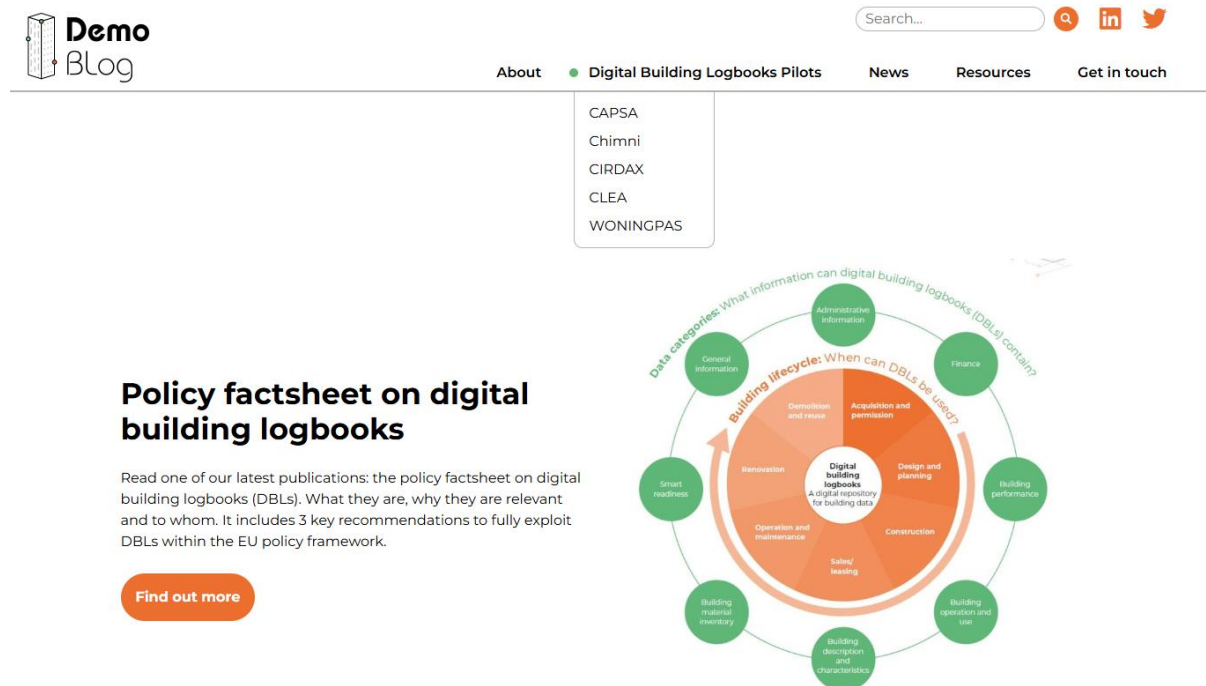 Demo
BLog
Search...
About
Digital Building Logbooks Pilots
News
Resources
Get in touch
CAPSA
Chimni
CIRDAX
CLEA
WONINGPAS
Policy factsheet on digital
building logbooks
Read one of our latest publications: the policy factsheet on digital
building logbooks (DBLs). What they are, why they are relevant
and to whom. It includes 3 key recommendations to fully exploit
DBLs within the EU policy framework.
Find out more
Data categories: What information can digital building logbooks (DBLs) contain?
Administrative
information
Finance
Building
performance
Building
operation and
use
Building
description
and
characteristics
Building
material
inventory
Smart
readiness
General
information
Building lifecycle: When can DBLs be used?
Acquisition and
permission
Design and
planning
Construction
Sales/
leasing
Operation and
maintenance
Renovation
Demolition
and reuse
Digital
building
logbooks
A digital repository
for building data